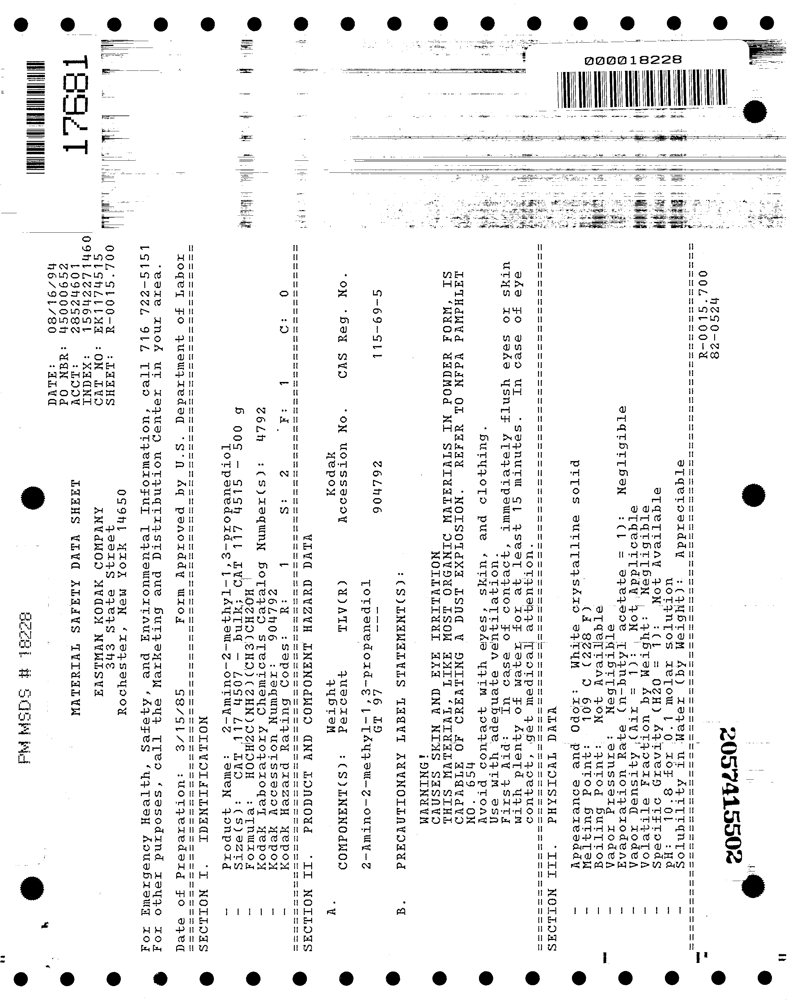 PM MSDS # 18228
17681
000018228
DATE: 08/16/94
PO NBR: 45000652
ACCT: 28524601
INDEX: 15942271460
CAT NO: EK1174515
SHEET: R-0015.700
MATERIAL SAFETY DATA SHEET
EASTMAN KODAK COMPANY
343 State Street
Rochester, New York 14650
For Emergency Health, Safety, and Environmental Information, call 716 722-5151
For other purposes, call the Marketing and Distribution Center in your area.
Date of Preparation: 3/15/85 Form Approved by U.S. Department of Labor
SECTION I. IDENTIFICATION
- Product Name: 2-Amino-2-methyl-1,3-propanediol
- Size(s): CAT 117 4507 - bulk; CAT 117 4515 - 500 g
- Formula: HOCH2C(NH2)(CH3)CH2OH
- Kodak Laboratory Chemicals Catalog Number(s): 4792
- Kodak Accession Number: 904792
- Kodak Hazard Rating Codes: R: 1 S: 2 F: 1 C: 0
SECTION II. PRODUCT AND COMPONENT HAZARD DATA
A. COMPONENT(S): Weight Percent TLV(R) Kodak Accession No. CAS Reg. No.
2-Amino-2-methyl-1,3-propanediol
GT 97 --- 904792 115-69-5
B. PRECAUTIONARY LABEL STATEMENT(S):
WARNING!
CAUSES SKIN AND EYE IRRITATION
THIS MATERIAL, LIKE MOST ORGANIC MATERIALS IN POWDER FORM, IS
CAPABLE OF CREATING A DUST EXPLOSION. REFER TO NFPA PAMPHLET
NO. 654
Avoid contact with eyes, skin, and clothing.
Use with adequate ventilation.
First Aid: In case of contact, immediately flush eyes or skin
with plenty of water for at least 15 minutes. In case of eye
contact, get medical attention.
SECTION III. PHYSICAL DATA
- Appearance and Odor: White crystalline solid
- Melting Point: 109 C (228 F)
- Boiling Point: Not Available
- Vapor Pressure: Negligible
- Evaporation Rate (n-butyl acetate = 1): Negligible
- Vapor Density (Air = 1): Not Applicable
- Volatile Fraction by Weight: Negligible
- Specific Gravity (H2O = 1): Not Available
- pH: 10.8 for 0.1 molar solution
- Solubility in Water (by Weight): Appreciable
R-0015.700
82-0524
2057415502